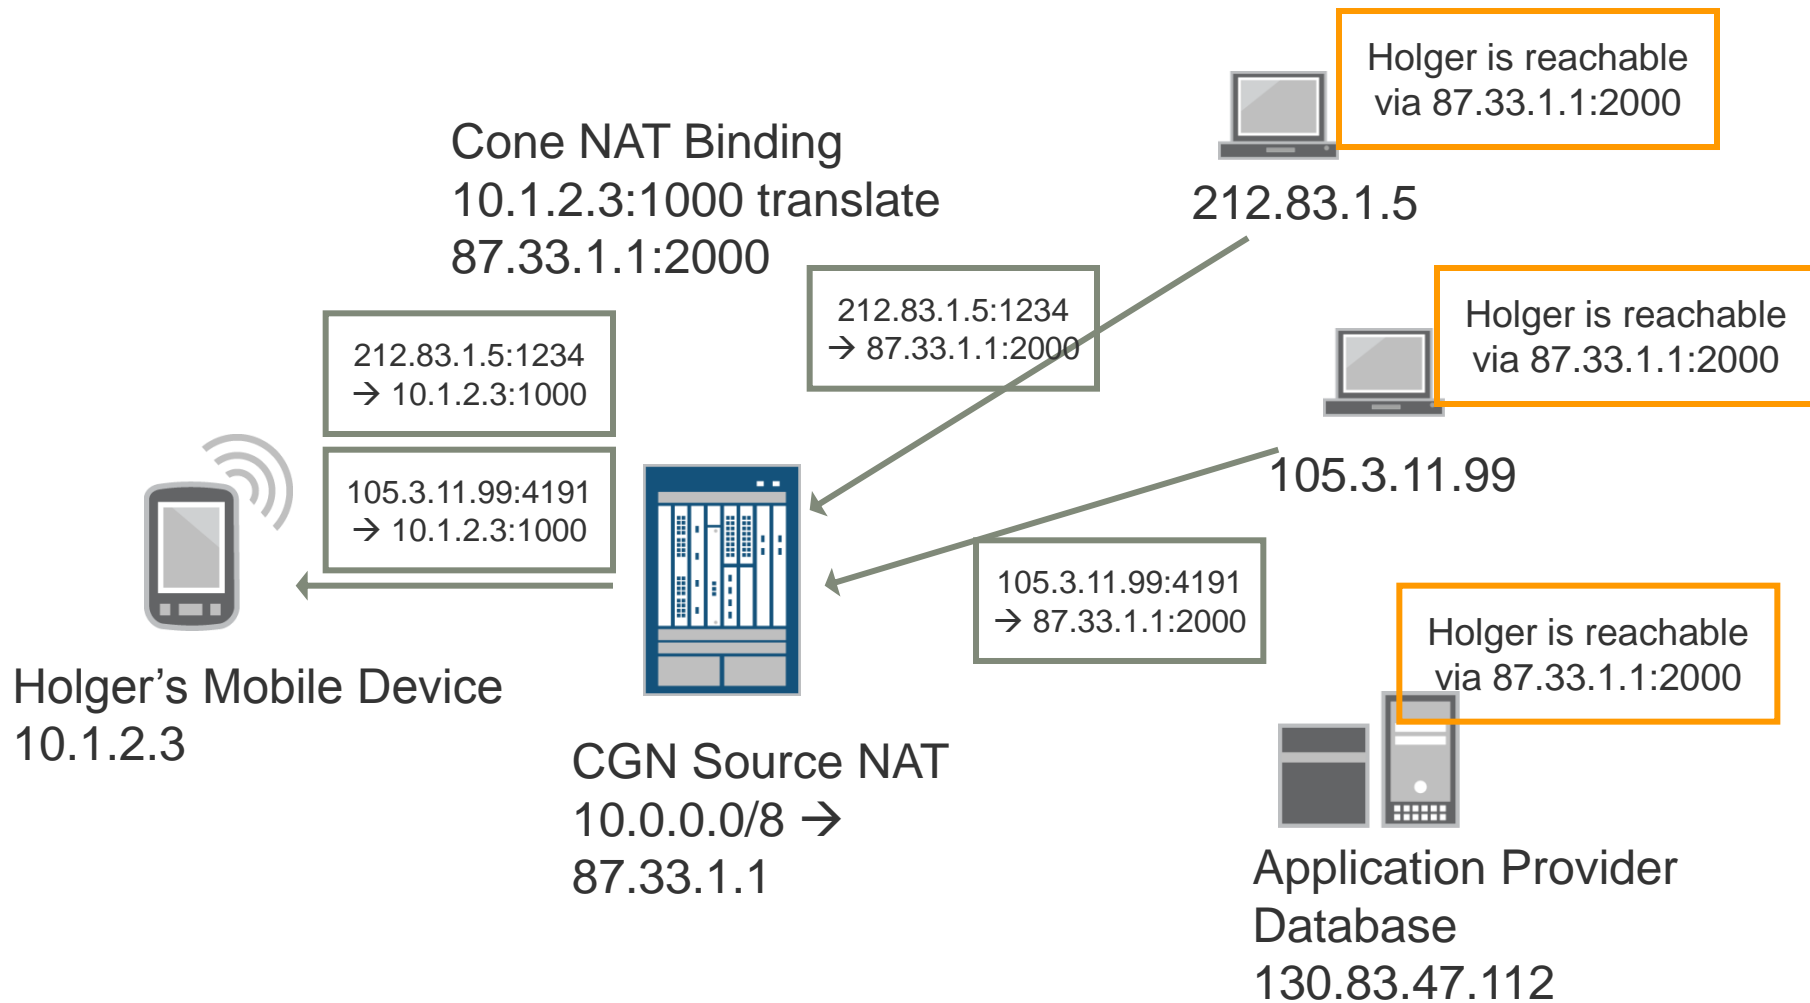 Holger is reachable
via 87.33.1.1:2000
Cone NAT Binding
10.1.2.3:1000 translate
87.33.1.1:2000
212.83.1.5
212.83.1.5:1234
→ 87.33.1.1:2000
Holger is reachable
via 87.33.1.1:2000
212.83.1.5:1234
→ 10.1.2.3:1000
105.3.11.99
105.3.11.99:4191
→ 10.1.2.3:1000
105.3.11.99:4191
→ 87.33.1.1:2000
Holger is reachable
via 87.33.1.1:2000
Holger’s Mobile Device
10.1.2.3
CGN Source NAT
10.0.0.0/8 →
87.33.1.1
Application Provider
Database
130.83.47.112